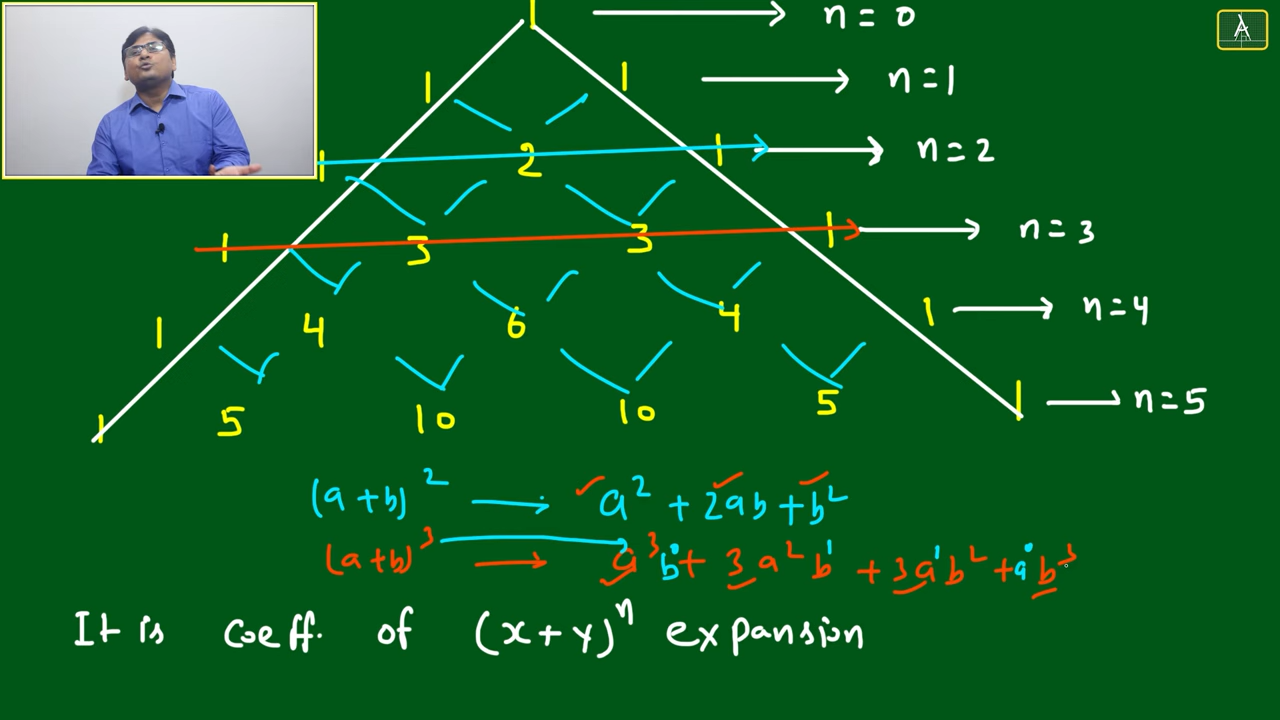 1 → n = 0
1 1 → n = 1
1 2 1 → n = 2
1 3 3 1 → n = 3
1 4 6 4 1 → n = 4
1 5 10 10 5 1 → n = 5
(a + b)² → a² + 2ab + b²
(a + b)³ → a³b⁰ + 3a²b¹ + 3a¹b² + a⁰b³
It is coeff. of (x + y)ⁿ expansion